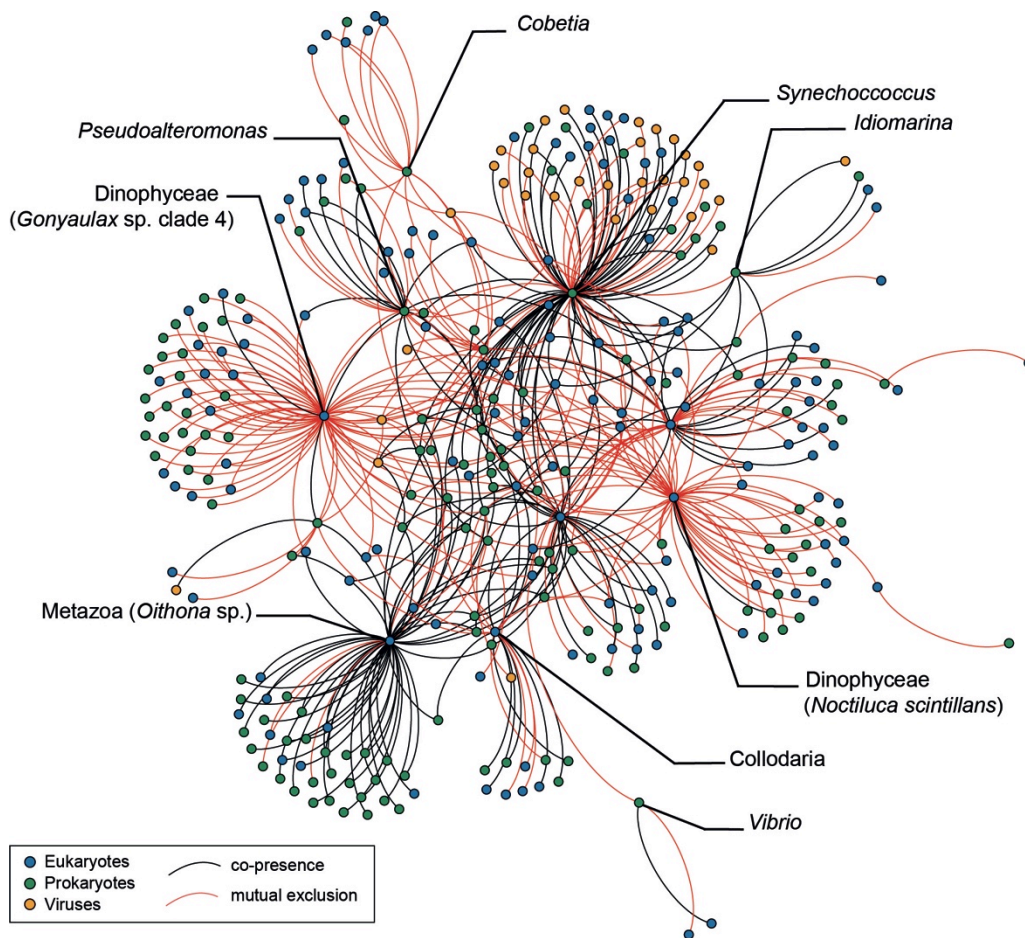 Cobetia
Synechoccoccus
Pseudoalteromonas
Idiomarina
Dinophyceae
(Gonyaulax sp. clade 4)
Metazoa (Oithona sp.)
Dinophyceae
(Noctiluca scintillans)
Collodaria
Vibrio
Eukaryotes
Prokaryotes
Viruses
co-presence
mutual exclusion